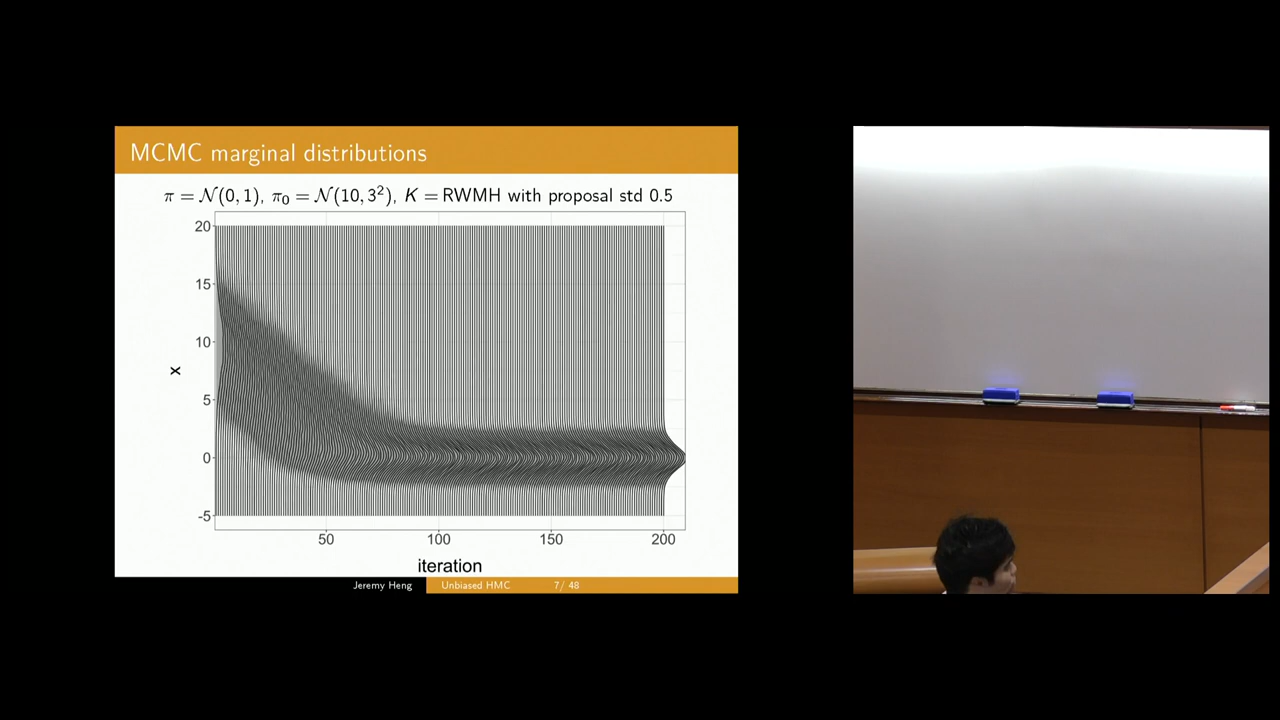 MCMC marginal distributions
π = 𝒩(0, 1), π₀ = 𝒩(10, 3²), K = RWMH with proposal std 0.5
20
15
10
5
0
-5
x
50 100 150 200
iteration
Jeremy Heng Unbiased HMC 7/ 48